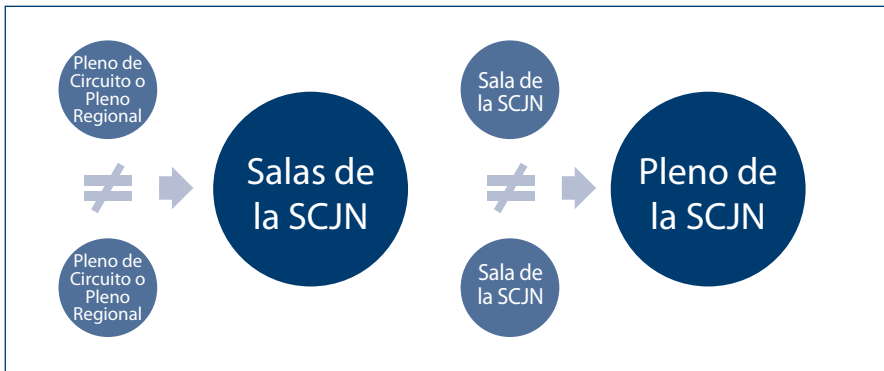 Pleno de
Circuito o
Pleno
Regional
≠
Pleno de
Circuito o
Pleno
Regional
Salas de
la SCJN
Sala de
la SCJN
≠
Sala de
la SCJN
Pleno de
la SCJN